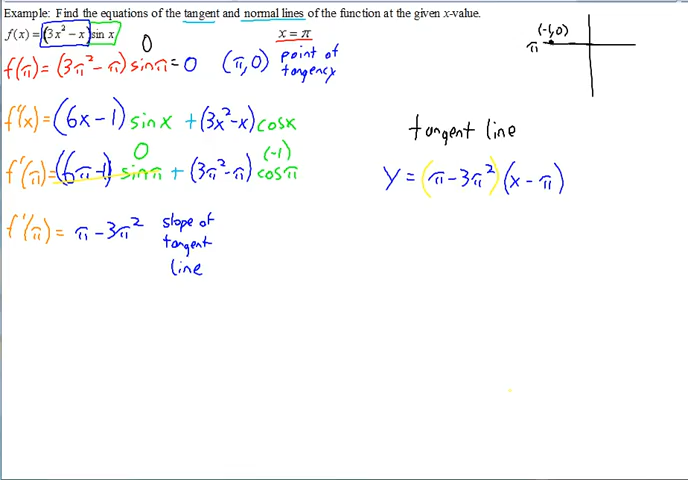 Example: Find the equations of the tangent and normal lines of the function at the given x-value.
f(x) = (3x² − x) sin x
x = π
0
f(π) = (3π² − π) sin π = 0 (π, 0) point of tangency
(-1, 0)
π
f'(x) = (6x − 1) sin x + (3x² − x) cos x
0 (-1)
f'(π) = (6π − 1) sin π + (3π² − π) cos π
f'(π) = π − 3π² slope of tangent line
tangent line
y = (π − 3π²)(x − π)